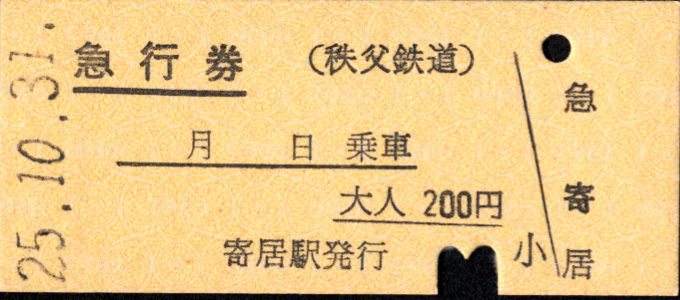 25.10.31.
急行券 (秩父鉄道)
月 日 乗車
大人 200円
寄居駅発行
小
急
寄居